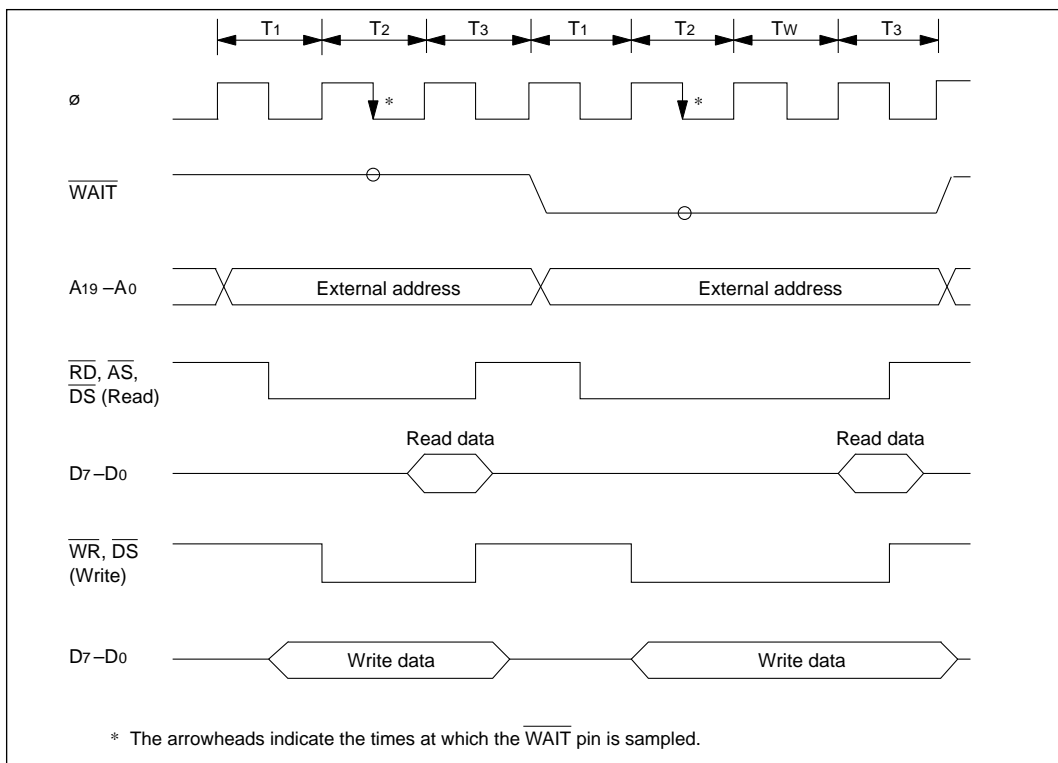 T1 T2 T3 T1 T2 TW T3
ø
* *
WAIT
A19 –A0
External address External address
RD, AS,
DS (Read)
Read data Read data
D7–D0
WR, DS
(Write)
D7–D0
Write data Write data
* The arrowheads indicate the times at which the WAIT pin is sampled.